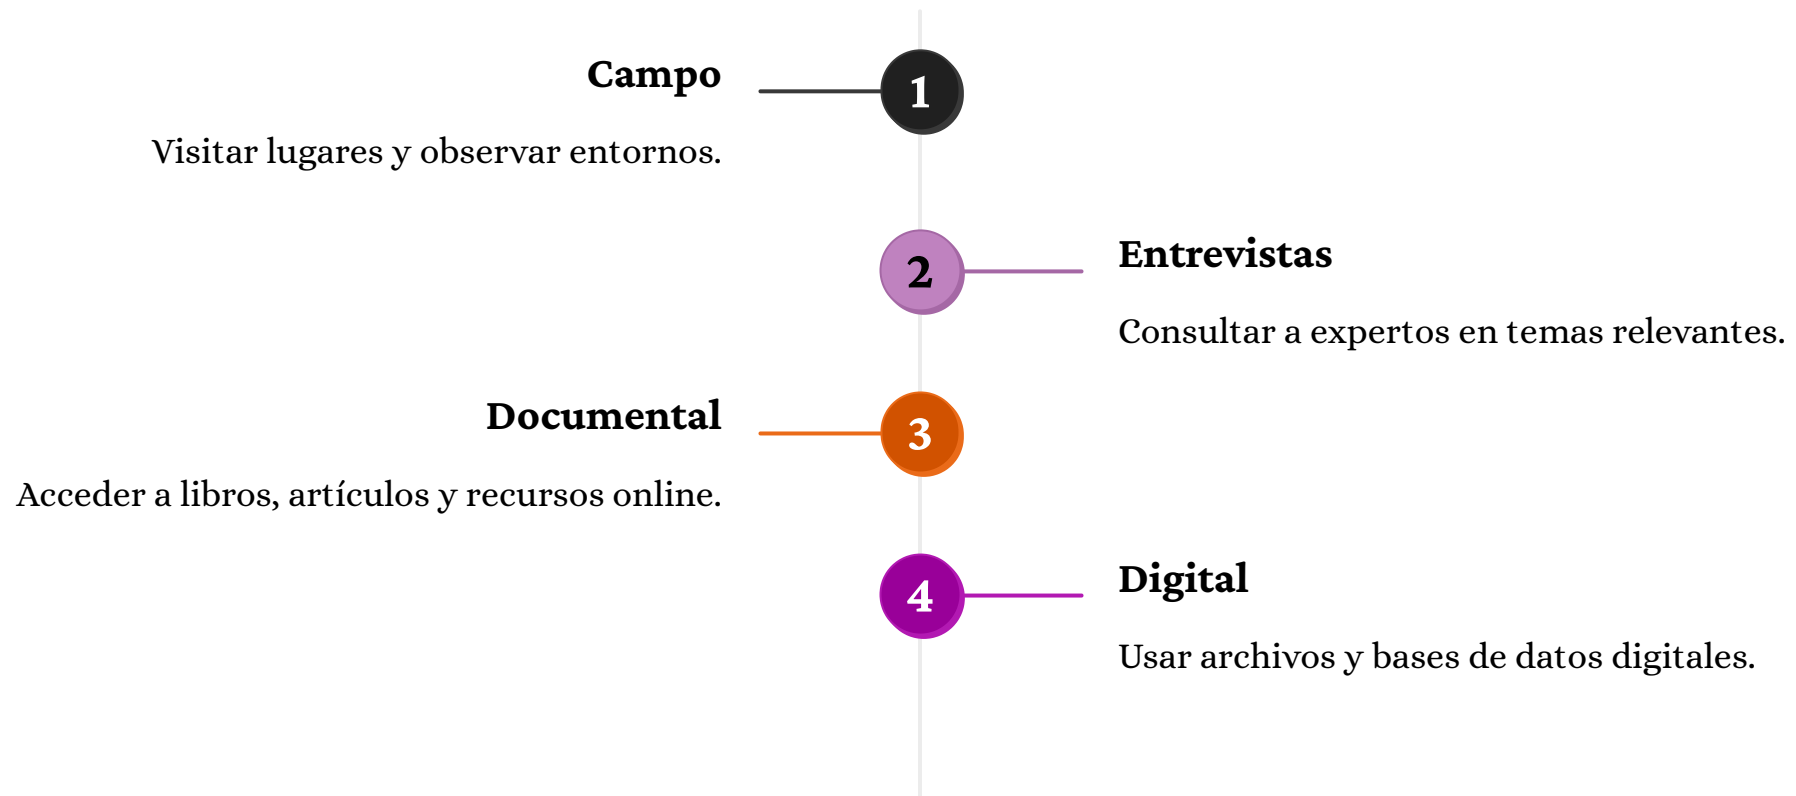 Campo
1
Visitar lugares y observar entornos.
2
Entrevistas
Consultar a expertos en temas relevantes.
Documental
3
Acceder a libros, artículos y recursos online.
4
Digital
Usar archivos y bases de datos digitales.